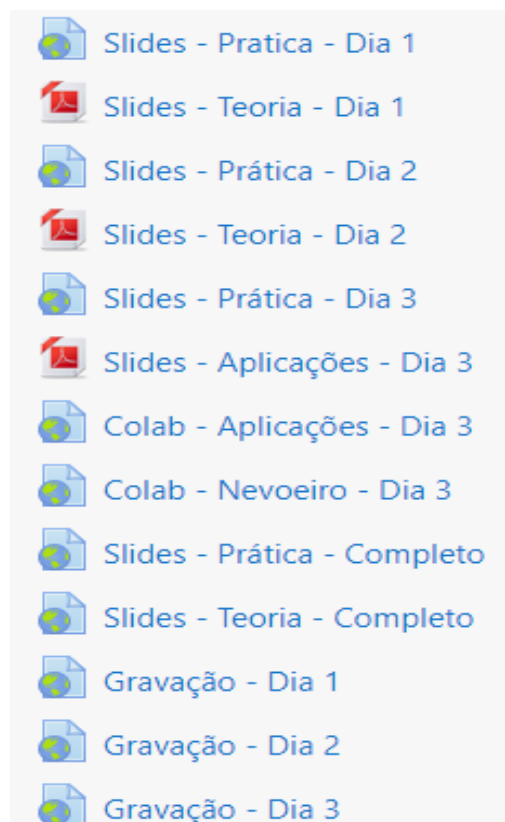 Slides - Pratica - Dia 1
Slides - Teoria - Dia 1
Slides - Prática - Dia 2
Slides - Teoria - Dia 2
Slides - Prática - Dia 3
Slides - Aplicações - Dia 3
Colab - Aplicações - Dia 3
Colab - Nevoeiro - Dia 3
Slides - Prática - Completo
Slides - Teoria - Completo
Gravação - Dia 1
Gravação - Dia 2
Gravação - Dia 3